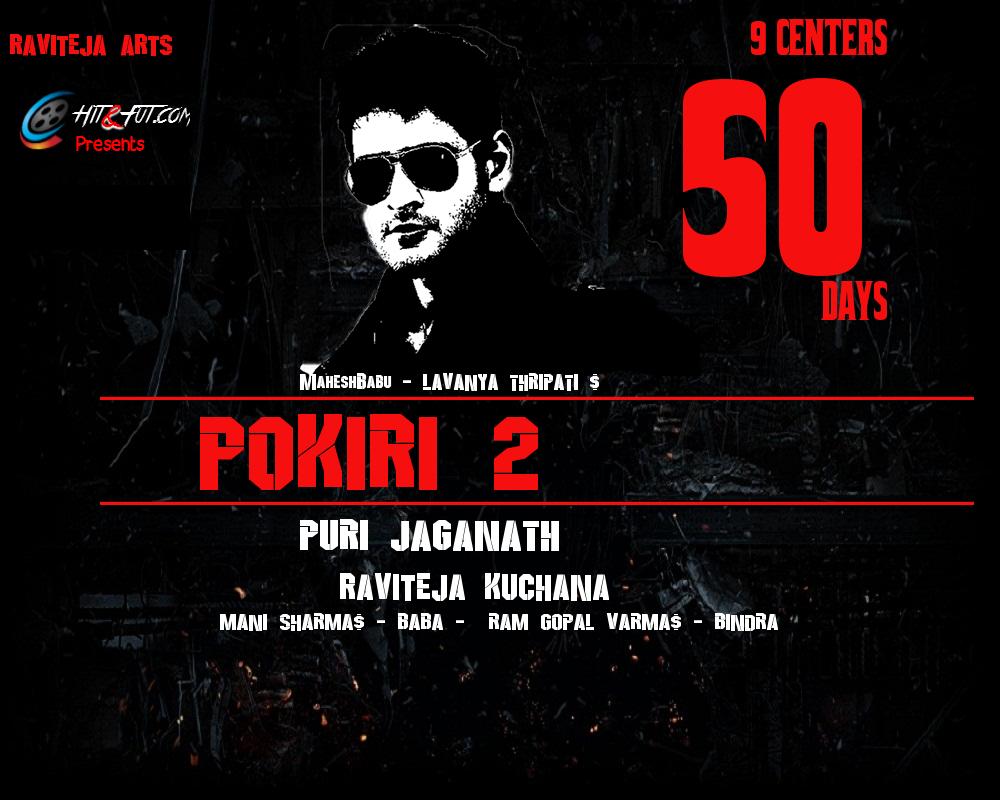 RAVITEJA ARTS
HIT&FUT.COM
Presents
9 CENTERS
50
DAYS
MAHESHBABU - LAVANYA THRIPATI $
POKIRI 2
PURI JAGANATH
RAVITEJA KUCHANA
MANI SHARMA$ - BABA - RAM GOPAL VARMA$ - BINDRA